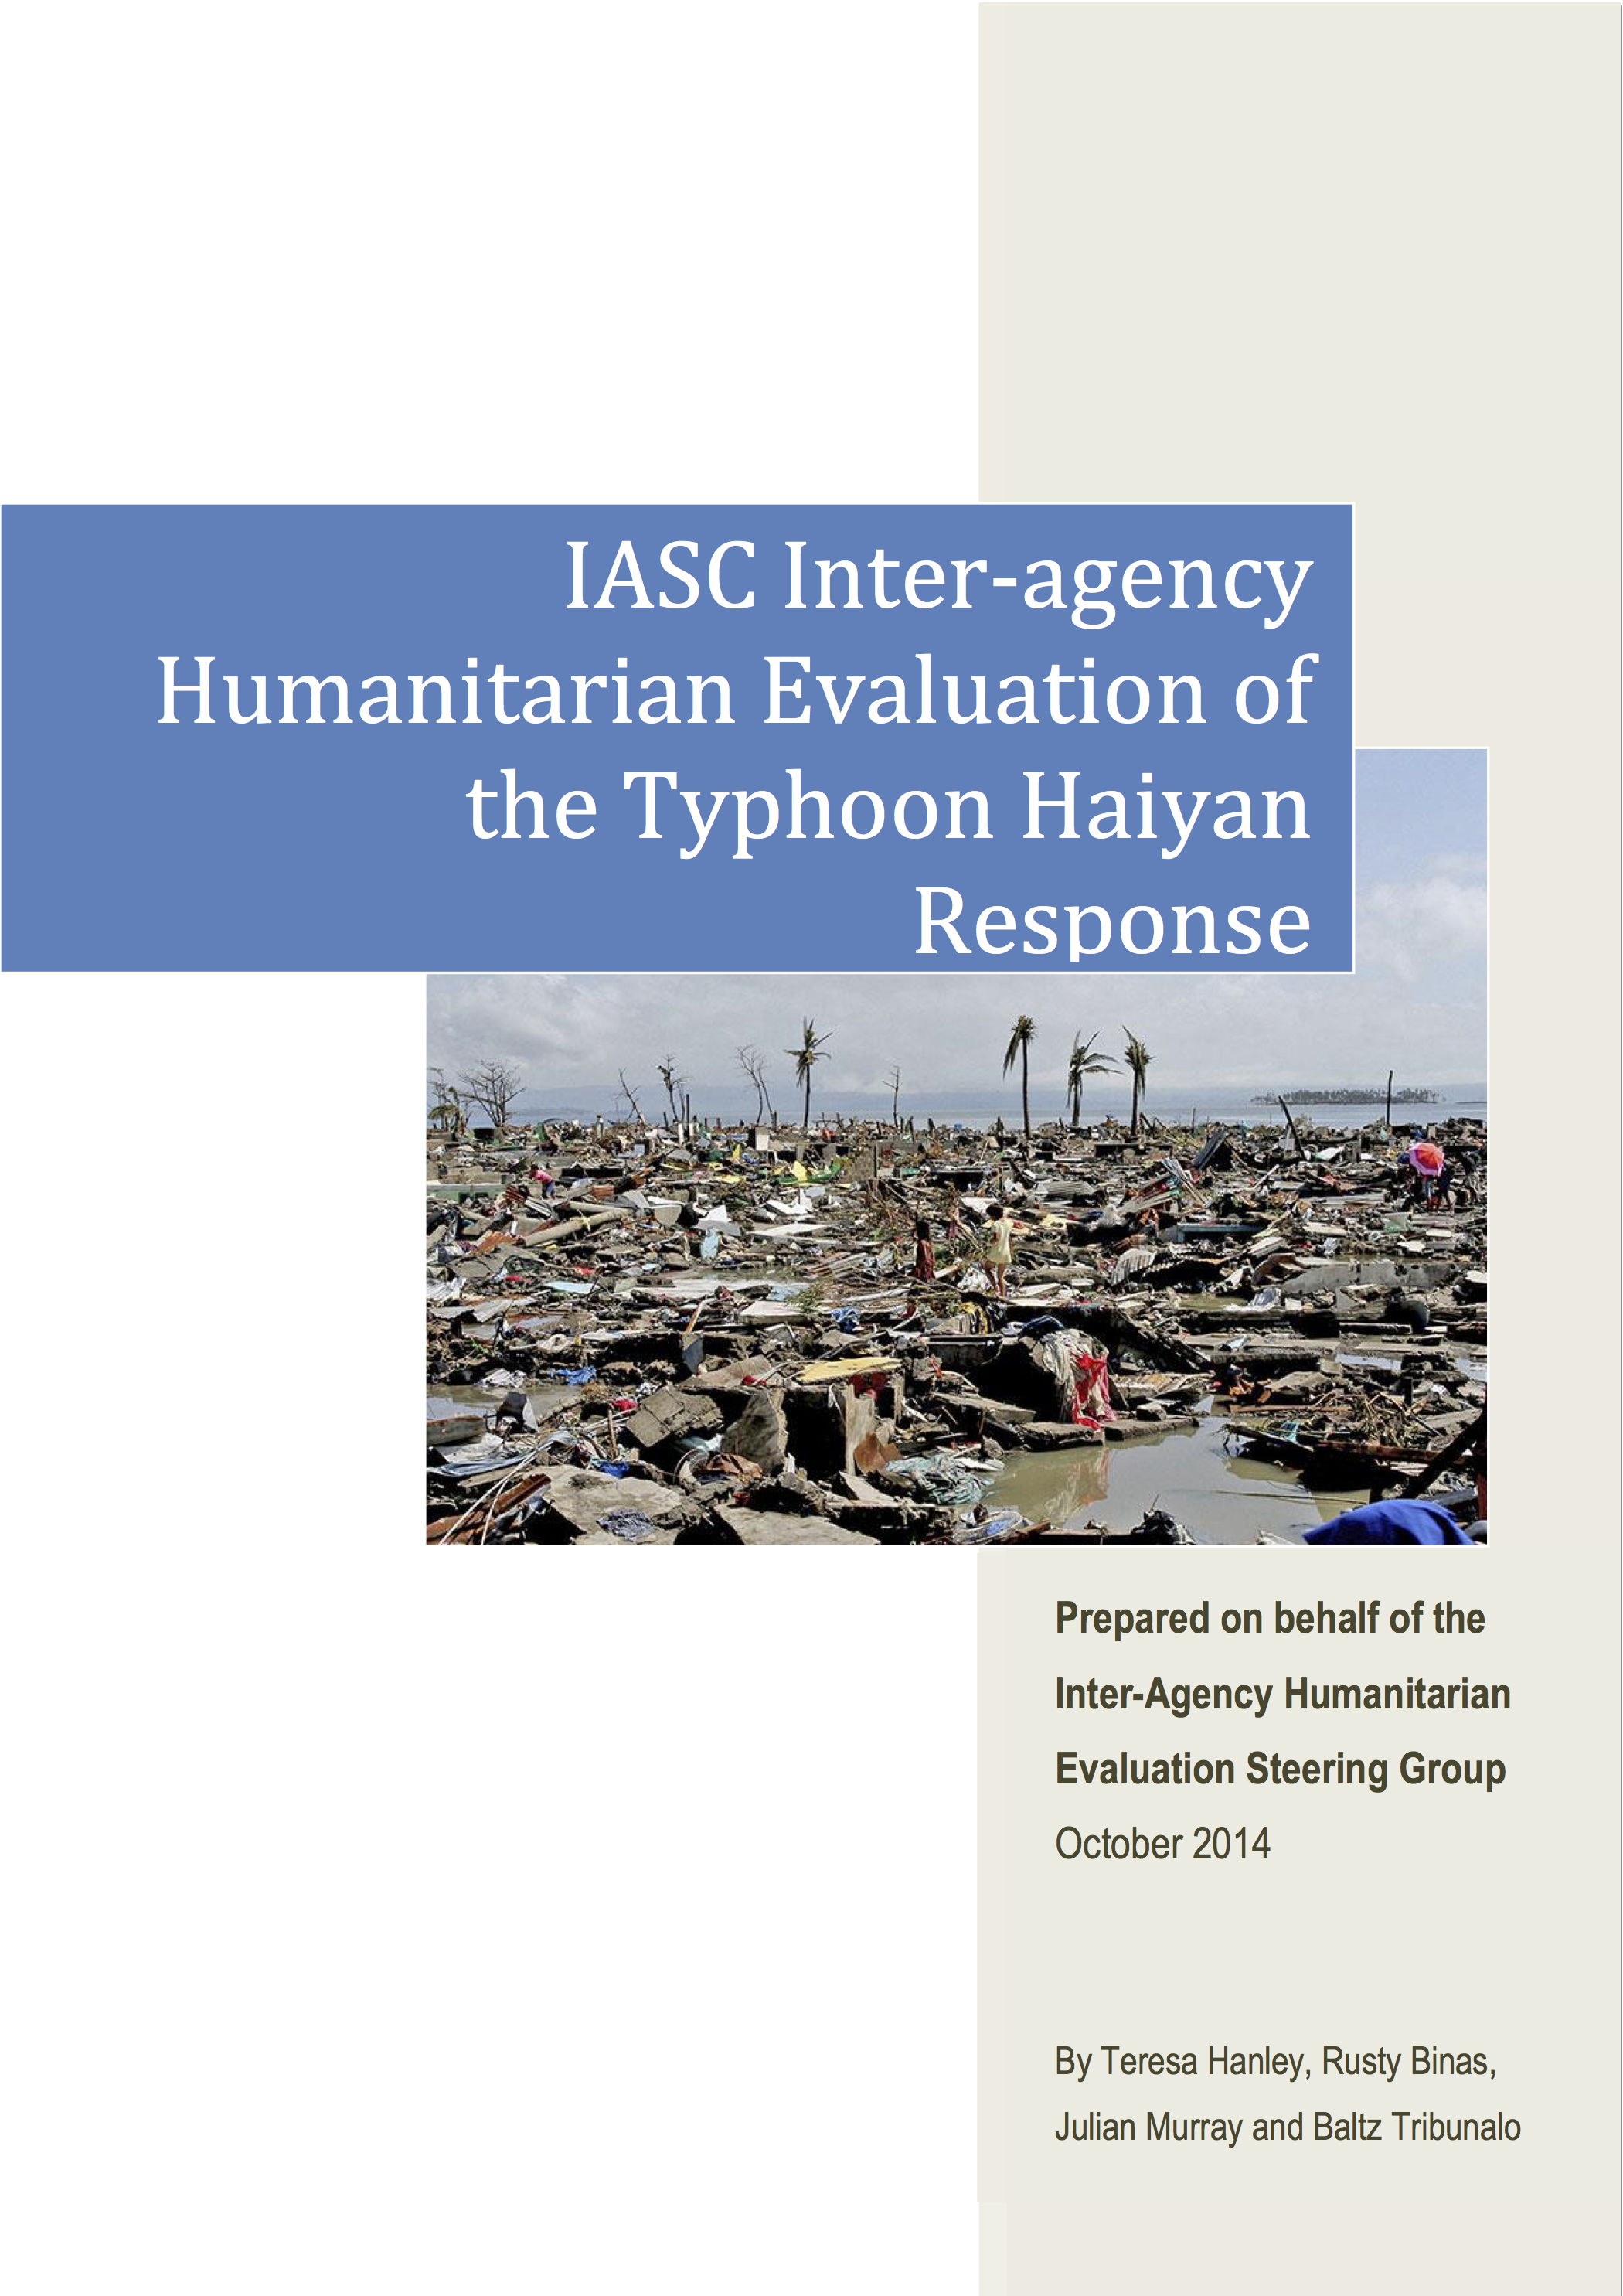 IASC Inter-agency
Humanitarian Evaluation of
the Typhoon Haiyan
Response
Prepared on behalf of the
Inter-Agency Humanitarian
Evaluation Steering Group
October 2014
By Teresa Hanley, Rusty Binas,
Julian Murray and Baltz Tribunalo